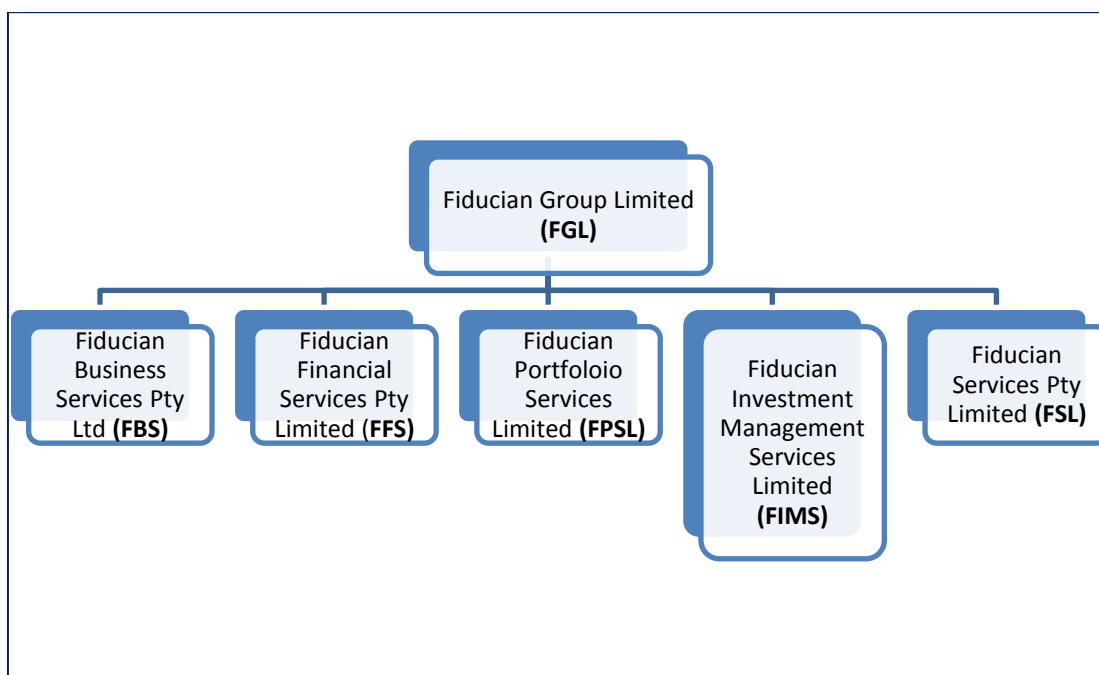 Fiducian Group Limited
(FGL)
Fiducian
Business
Services Pty
Ltd (FBS)
Fiducian
Financial
Services Pty
Limited (FFS)
Fiducian
Portfoloio
Services
Limited (FPSL)
Fiducian
Investment
Management
Services
Limited
(FIMS)
Fiducian
Services Pty
Limited (FSL)